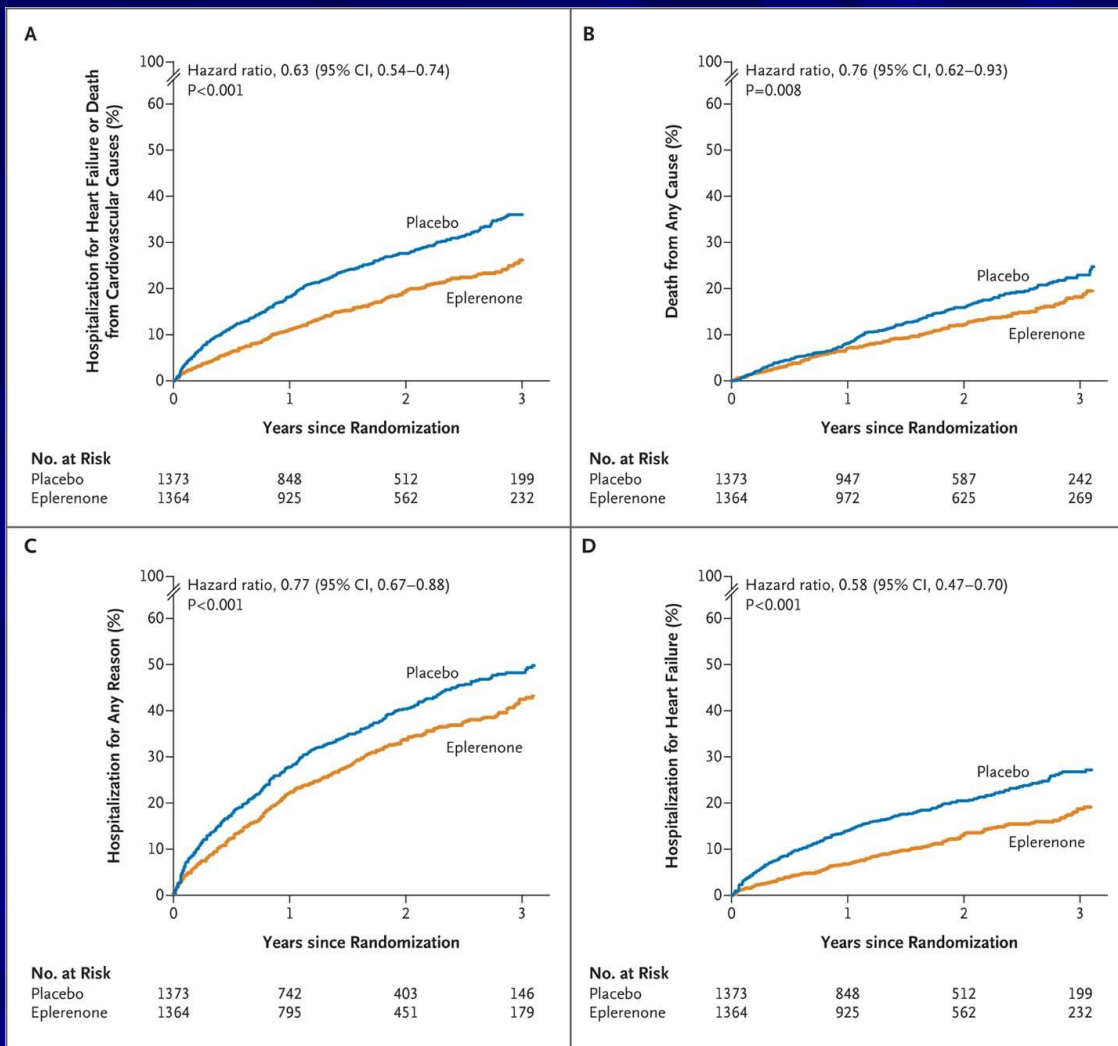 A
Hospitalization for Heart Failure or Death
from Cardiovascular Causes (%)
100
60
50
40
30
20
10
0
Hazard ratio, 0.63 (95% CI, 0.54–0.74)
P<0.001
Placebo
Eplerenone
0 1 2 3
Years since Randomization
No. at Risk
Placebo 1373 848 512 199
Eplerenone 1364 925 562 232
B
Death from Any Cause (%)
100
60
50
40
30
20
10
0
Hazard ratio, 0.76 (95% CI, 0.62–0.93)
P=0.008
Placebo
Eplerenone
0 1 2 3
Years since Randomization
No. at Risk
Placebo 1373 947 587 242
Eplerenone 1364 972 625 269
C
Hospitalization for Any Reason (%)
100
60
50
40
30
20
10
0
Hazard ratio, 0.77 (95% CI, 0.67–0.88)
P<0.001
Placebo
Eplerenone
0 1 2 3
Years since Randomization
No. at Risk
Placebo 1373 742 403 146
Eplerenone 1364 795 451 179
D
Hospitalization for Heart Failure (%)
100
60
50
40
30
20
10
0
Hazard ratio, 0.58 (95% CI, 0.47–0.70)
P<0.001
Placebo
Eplerenone
0 1 2 3
Years since Randomization
No. at Risk
Placebo 1373 848 512 199
Eplerenone 1364 925 562 232